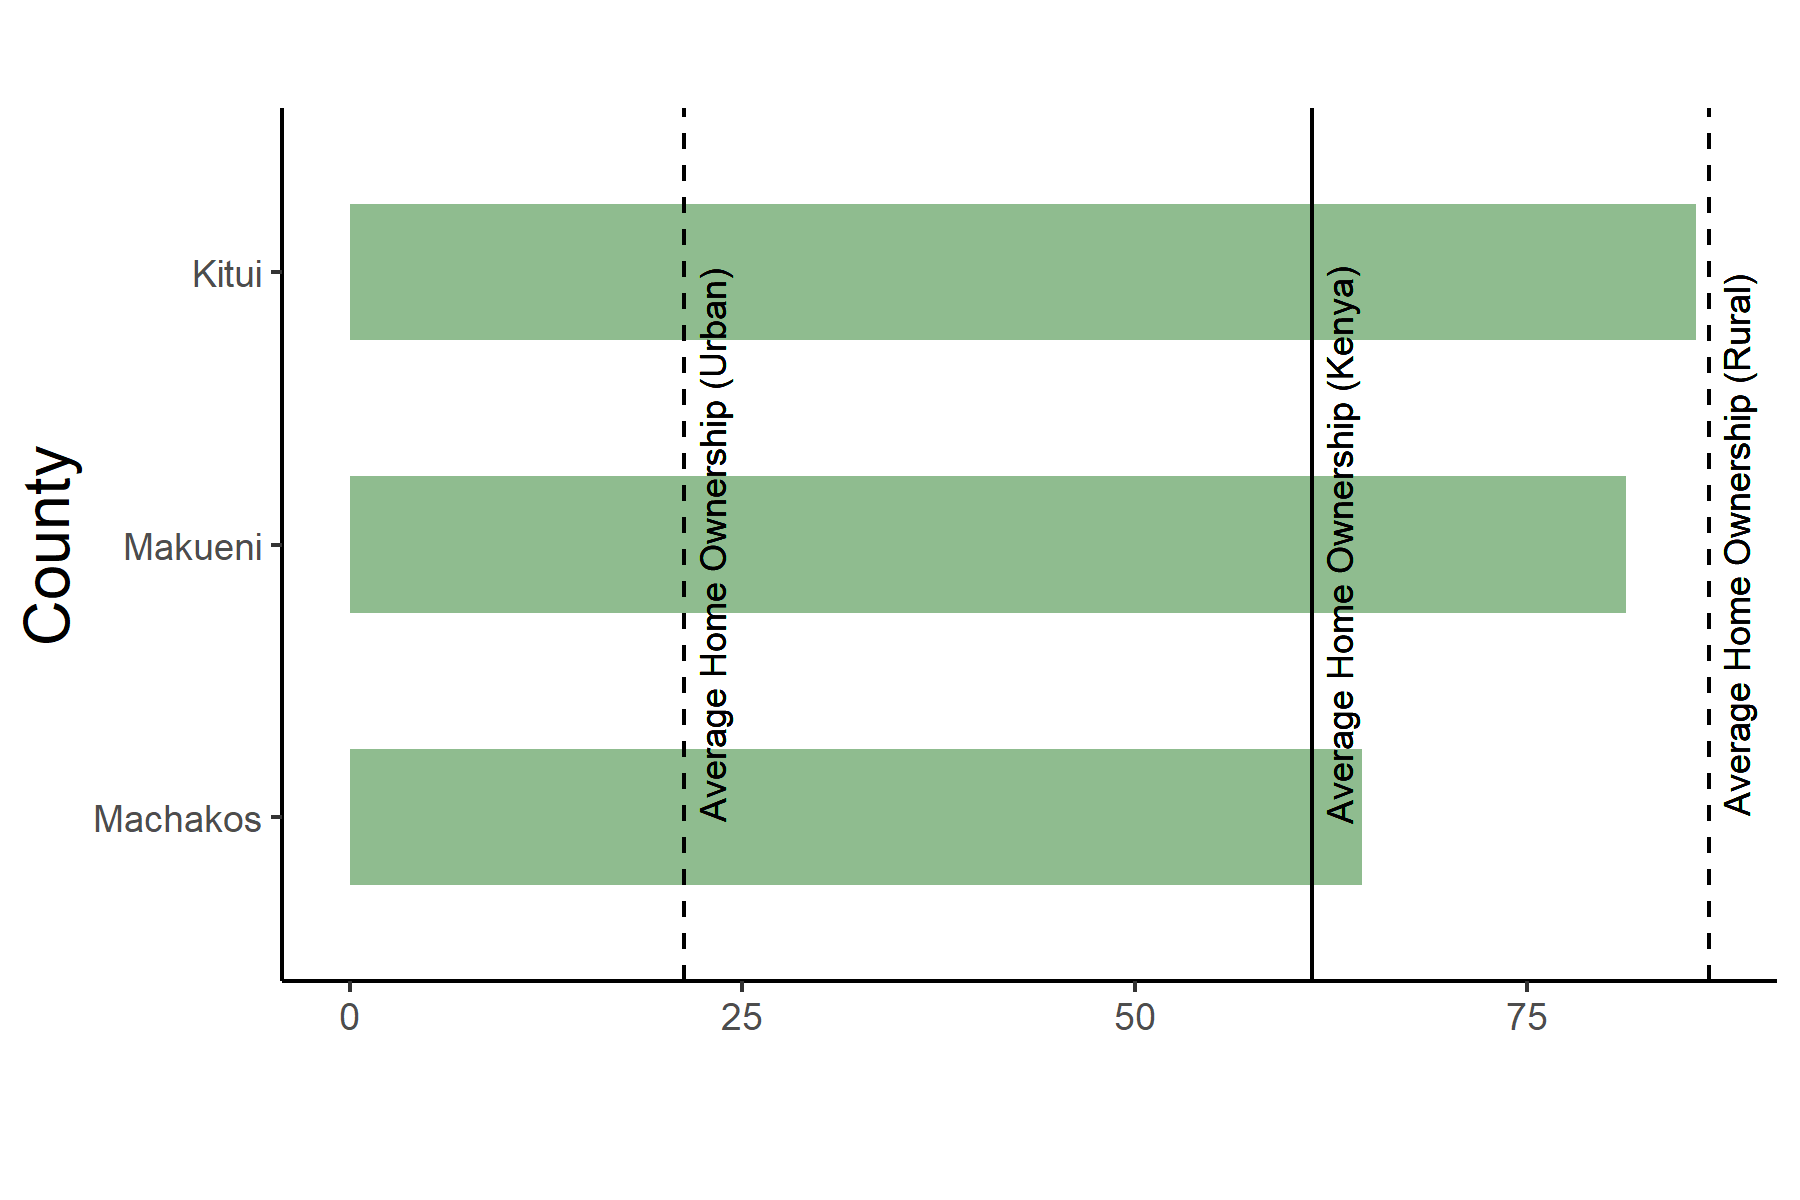 County
Kitui
Makueni
Machakos
Average Home Ownership (Urban)
Average Home Ownership (Kenya)
Average Home Ownership (Rural)
0
25
50
75